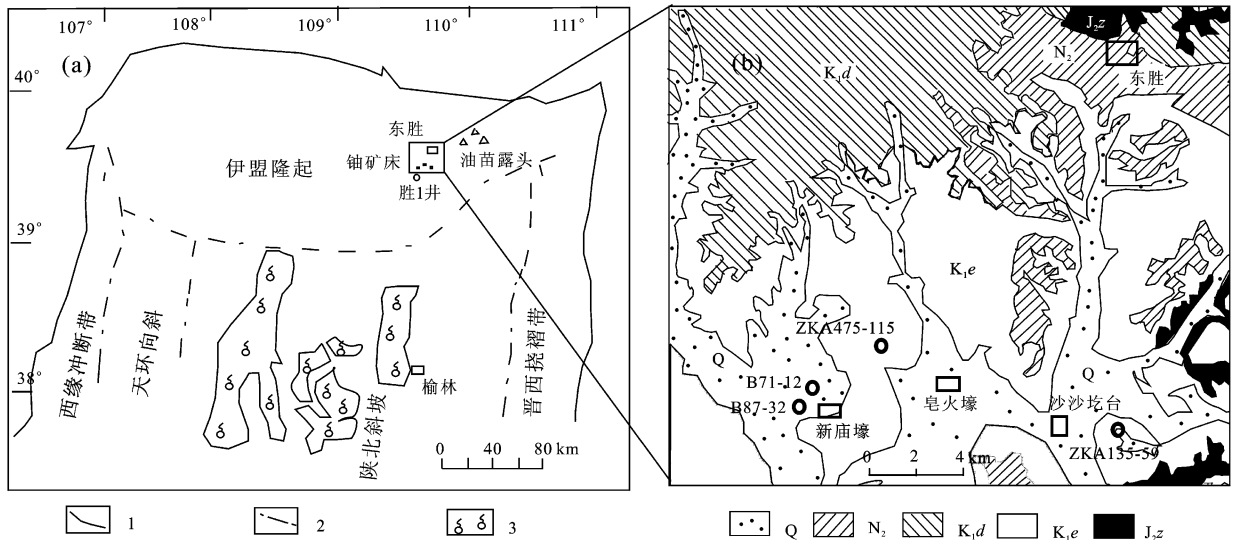 107° 108° 109° 110° 111°
(a)
40°
39°
38°
东胜
铀矿床
油苗露头
胜1井
伊盟隆起
西缘冲断带
天环向斜
陕北斜坡
晋西挠褶带
榆林
0 40 80 km
1
2
3
(b)
J₂z
N₂
东胜
K₁d
K₁e
ZKA475-115
Q
B71-12
B87-32
新庙壕
皂火壕
Q
沙沙圪台
ZKA135-59
0 2 4 km
Q
N₂
K₁d
K₁e
J₂z